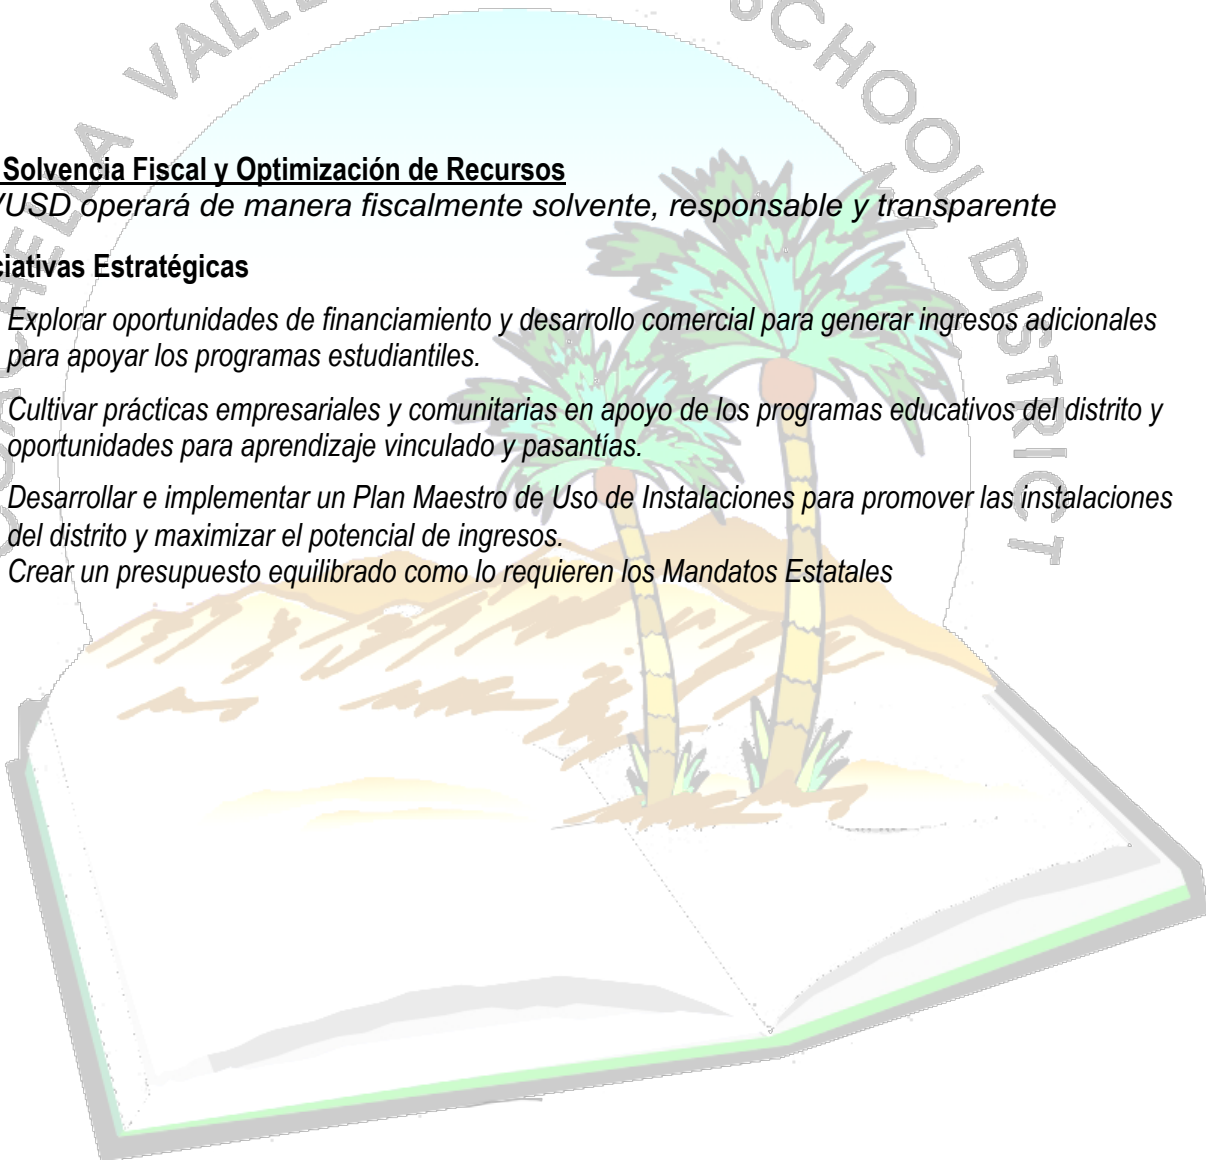 VALLE SCHOOL DISTRICT
Solvencia Fiscal y Optimización de Recursos
VUSD operará de manera fiscalmente solvente, responsable y transparente
ciativas Estratégicas
Explorar oportunidades de financiamiento y desarrollo comercial para generar ingresos adicionales
para apoyar los programas estudiantiles.
Cultivar prácticas empresariales y comunitarias en apoyo de los programas educativos del distrito y
oportunidades para aprendizaje vinculado y pasantías.
Desarrollar e implementar un Plan Maestro de Uso de Instalaciones para promover las instalaciones
del distrito y maximizar el potencial de ingresos.
Crear un presupuesto equilibrado como lo requieren los Mandatos Estatales